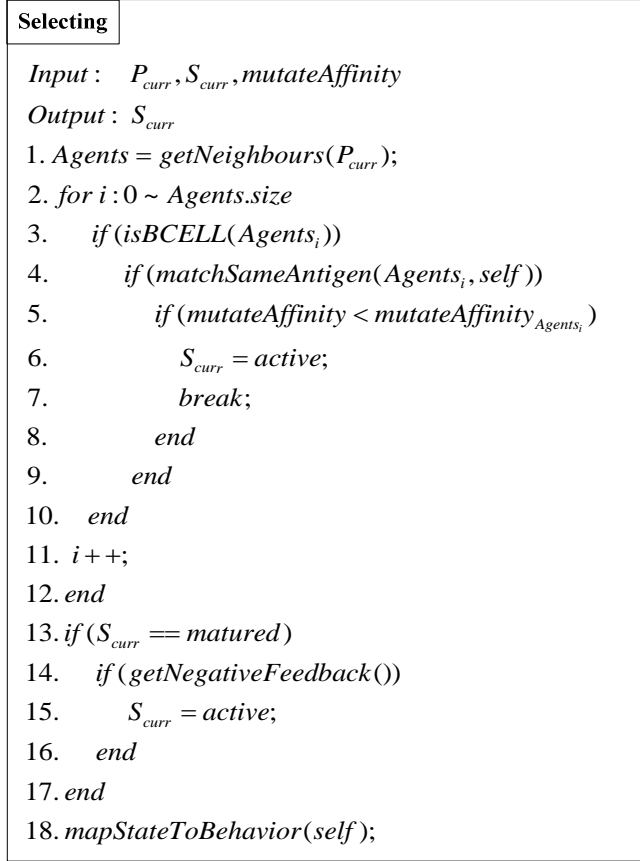 Selecting
Input : P_curr, S_curr, mutateAffinity
Output : S_curr
1. Agents = getNeighbours(P_curr);
2. for i : 0 ~ Agents.size
3. if (isBCELL(Agents_i))
4. if (matchSameAntigen(Agents_i, self))
5. if (mutateAffinity < mutateAffinity_Agents_i)
6. S_curr = active;
7. break;
8. end
9. end
10. end
11. i + +;
12. end
13. if (S_curr == matured)
14. if (getNegativeFeedback())
15. S_curr = active;
16. end
17. end
18. mapStateToBehavior(self);